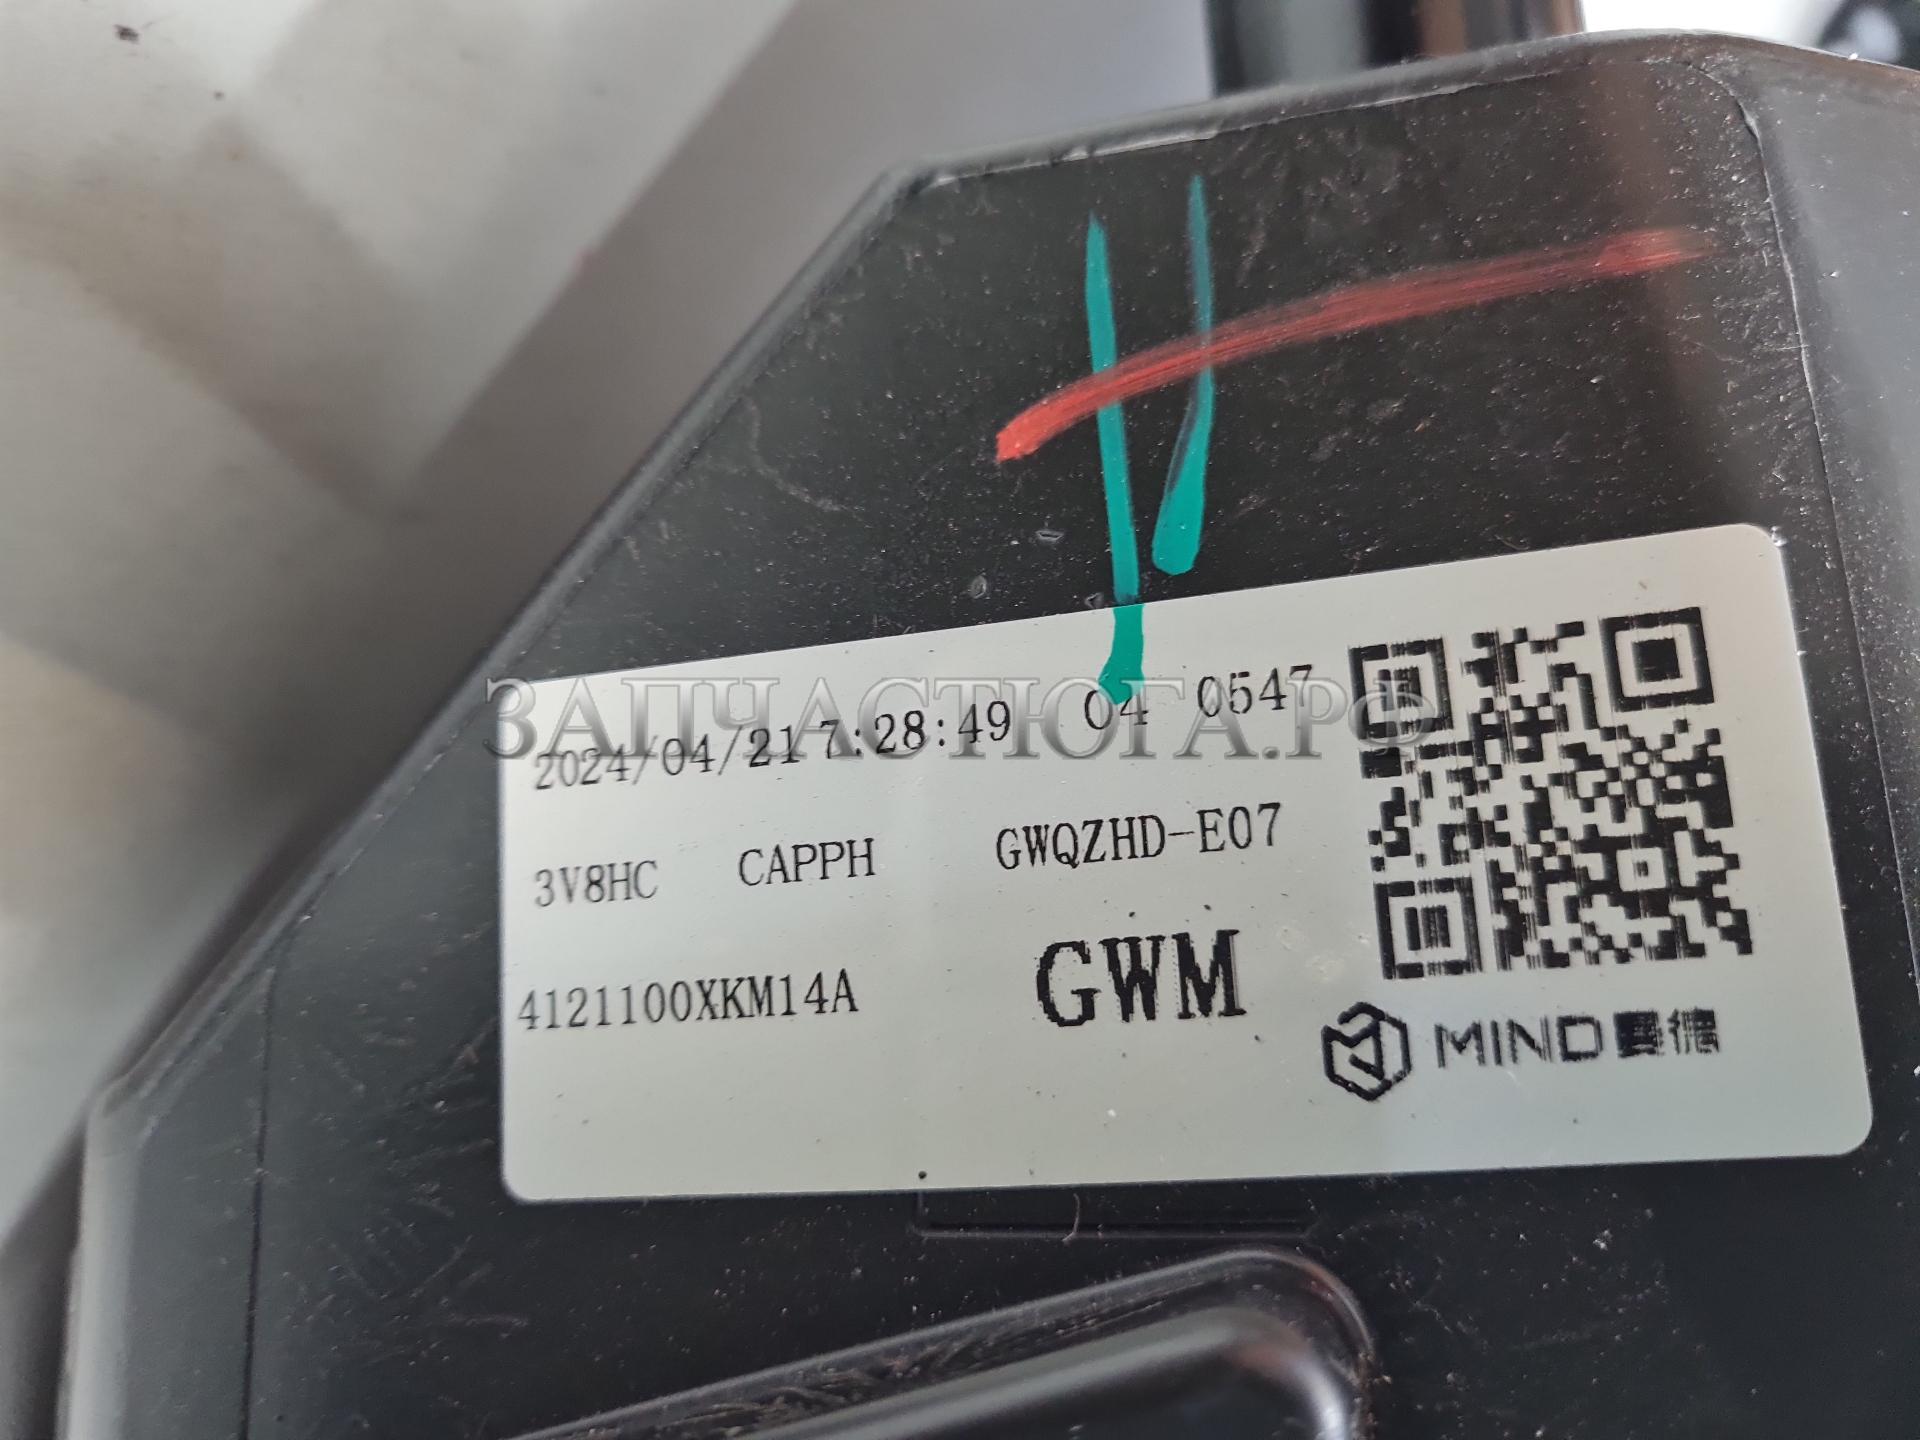 ЗАПЧАСТЮГА.РФ
2024/04/21 7:28:49 04 0547
3V8HC CAPPH GWQZHD-E07
4121100XKM14A GWM
MIND